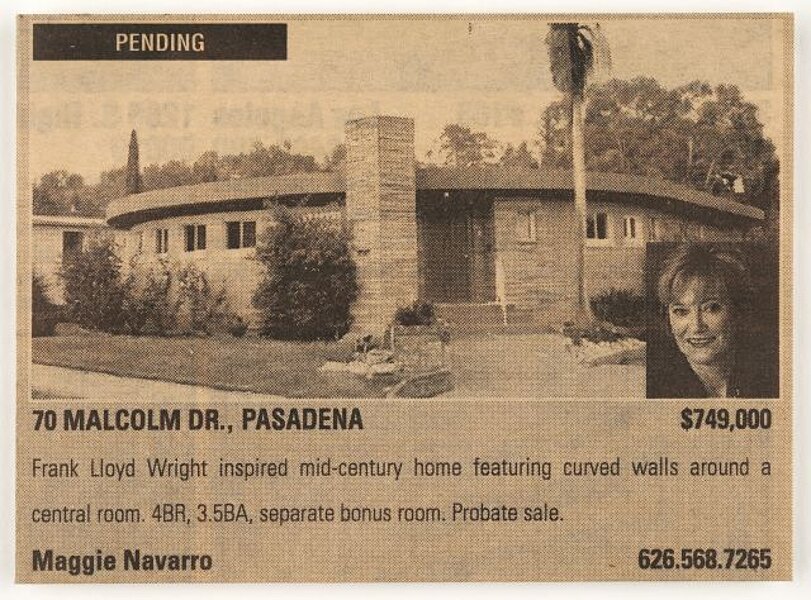 PENDING
70 MALCOLM DR., PASADENA $749,000
Frank Lloyd Wright inspired mid-century home featuring curved walls around a
central room. 4BR, 3.5BA, separate bonus room. Probate sale.
Maggie Navarro 626.568.7265